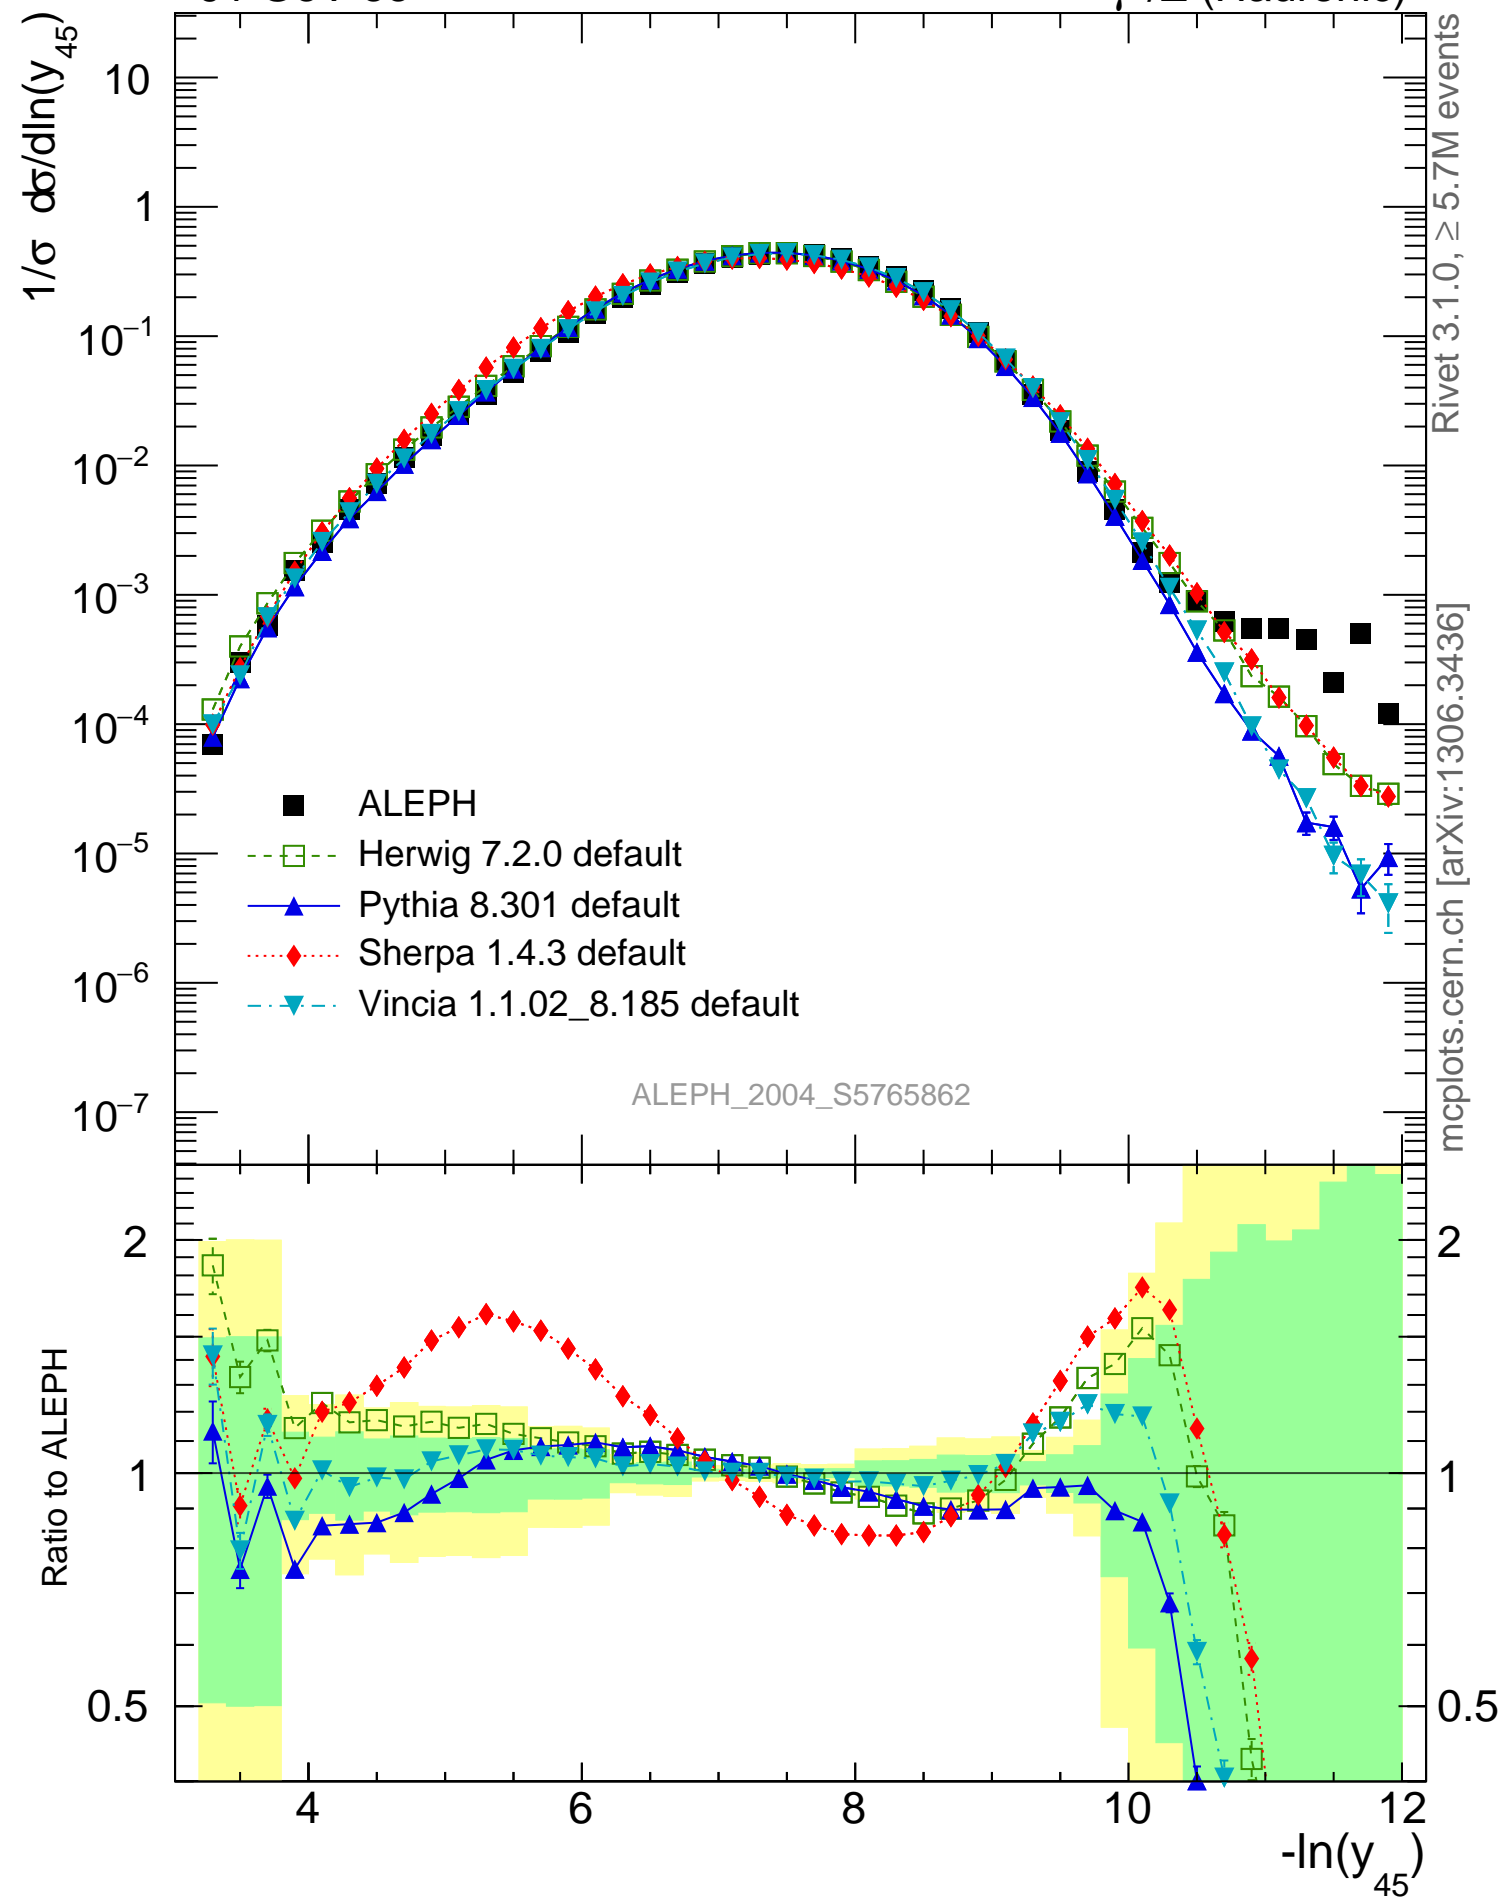 1/σ dσ/dln(y45)
10
1
10−1
10−2
10−3
10−4
10−5
10−6
10−7
ALEPH
Herwig 7.2.0 default
Pythia 8.301 default
Sherpa 1.4.3 default
Vincia 1.1.02_8.185 default
ALEPH_2004_S5765862
Rivet 3.1.0, ≥ 5.7M events
mcplots.cern.ch [arXiv:1306.3436]
Ratio to ALEPH
2
1
0.5
2
1
0.5
4
6
8
10
12
-ln(y45)